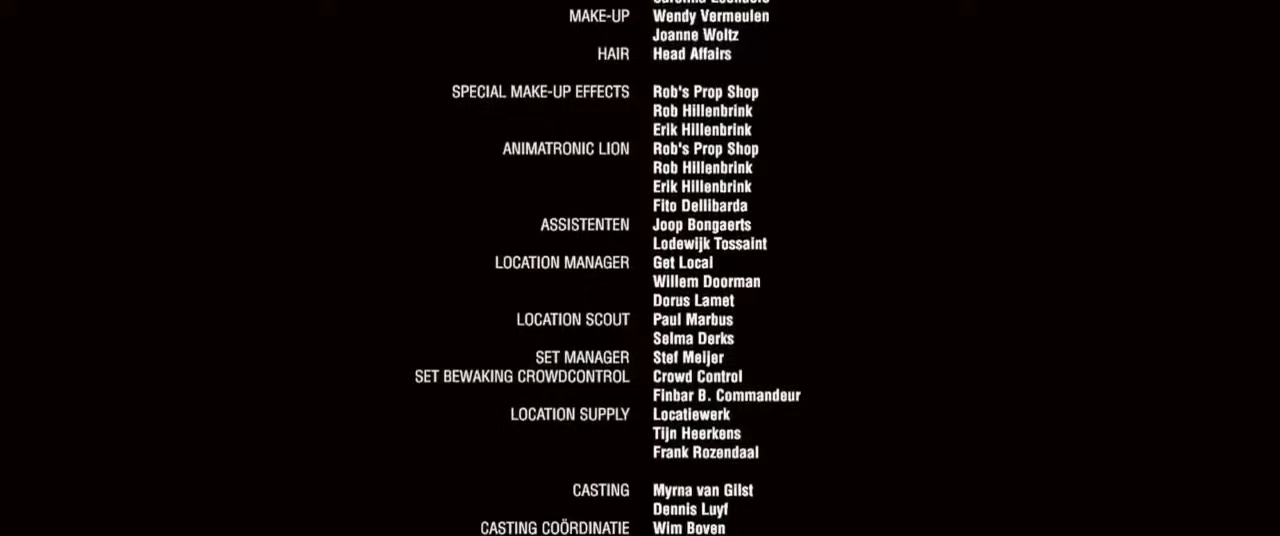 MAKE-UP Wendy Vermeulen
Joanne Woltz
HAIR Head Affairs
SPECIAL MAKE-UP EFFECTS Rob's Prop Shop
Rob Hillenbrink
Erik Hillenbrink
ANIMATRONIC LION Rob's Prop Shop
Rob Hillenbrink
Erik Hillenbrink
Fito Dellibarda
ASSISTENTEN Joop Bongaerts
Lodewijk Tossaint
LOCATION MANAGER Get Local
Willem Doorman
Dorus Lamet
LOCATION SCOUT Paul Marbus
Selma Derks
SET MANAGER Stef Meijer
SET BEWAKING CROWDCONTROL Crowd Control
Finbar B. Commandeur
LOCATION SUPPLY Locatiewerk
Tijn Heerkens
Frank Rozendaal
CASTING Myrna van Gilst
Dennis Luyf
CASTING COÖRDINATIE Wim Boven